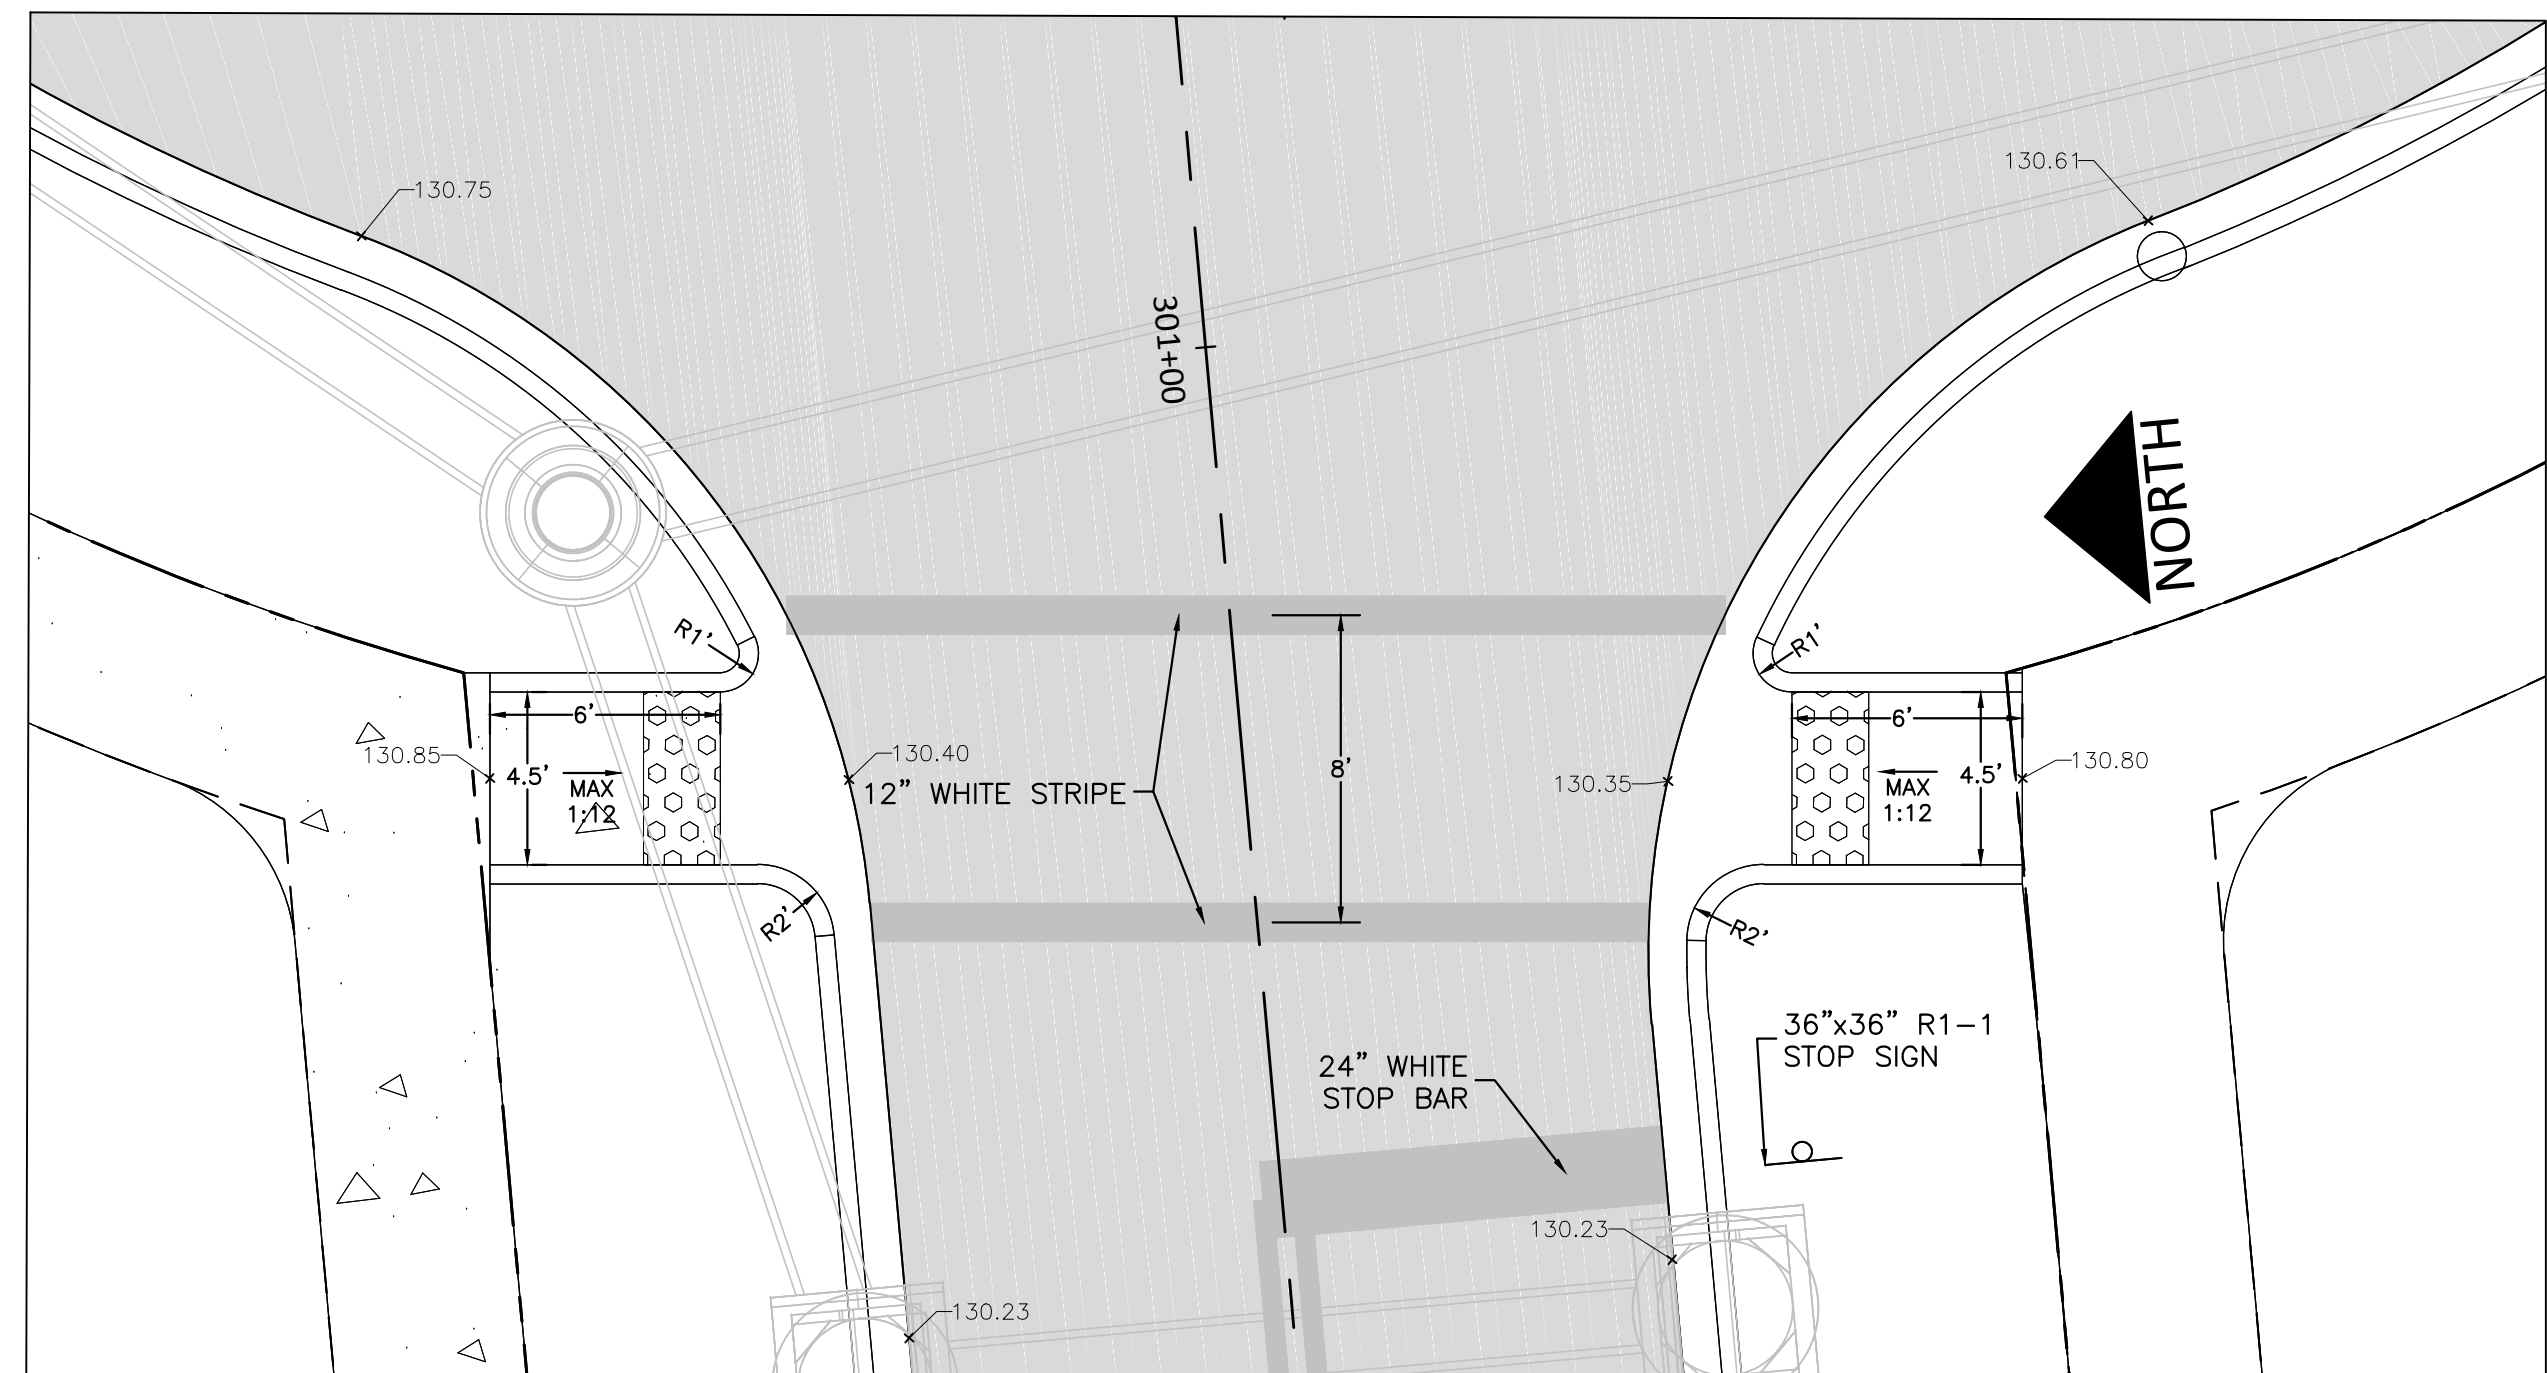 130.61
130.75
301+00
NORTH
R1'
R1'
6'
6'
130.85
4.5'
MAX
1:12
130.40
12” WHITE STRIPE
8'
130.35
MAX
1:12
4.5'
130.80
R2'
R2'
36”x36” R1-1
STOP SIGN
24” WHITE
STOP BAR
130.23
130.23